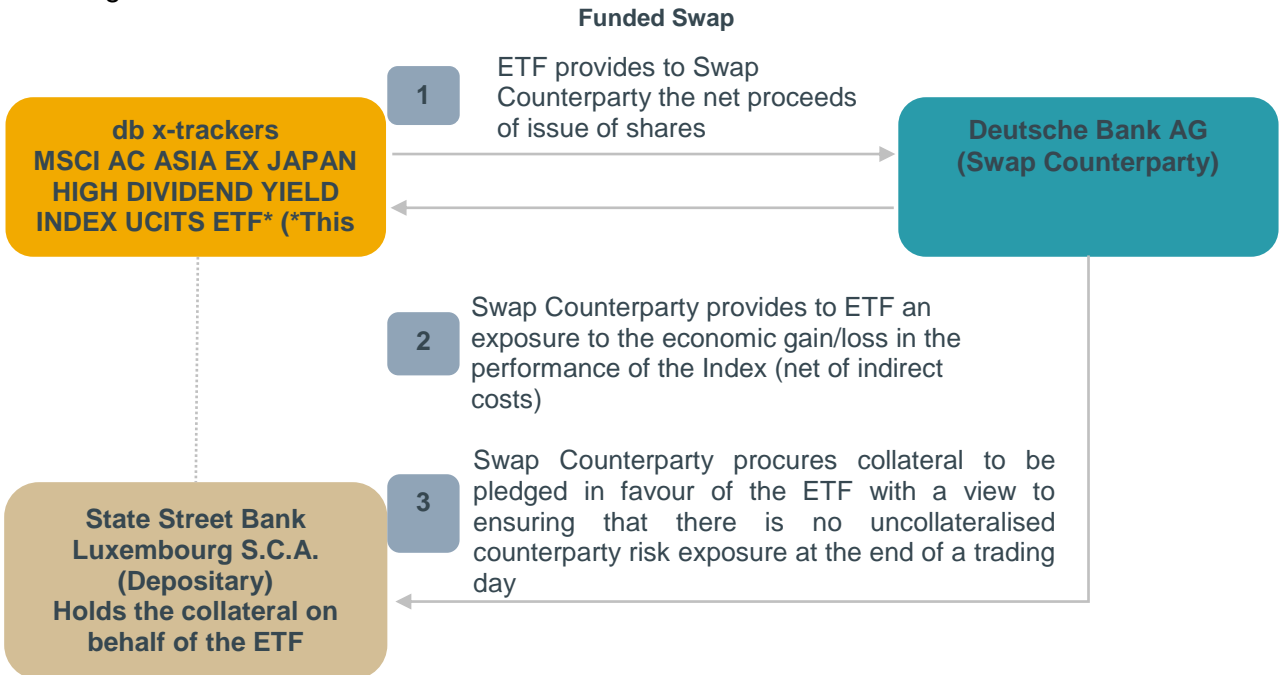 Funded Swap
1
ETF provides to Swap
Counterparty the net proceeds
of issue of shares
db x-trackers
MSCI AC ASIA EX JAPAN
HIGH DIVIDEND YIELD
INDEX UCITS ETF* (*This
Deutsche Bank AG
(Swap Counterparty)
2
Swap Counterparty provides to ETF an
exposure to the economic gain/loss in the
performance of the Index (net of indirect
costs)
3
Swap Counterparty procures collateral to be
pledged in favour of the ETF with a view to
ensuring that there is no uncollateralised
counterparty risk exposure at the end of a trading
day
State Street Bank
Luxembourg S.C.A.
(Depositary)
Holds the collateral on
behalf of the ETF